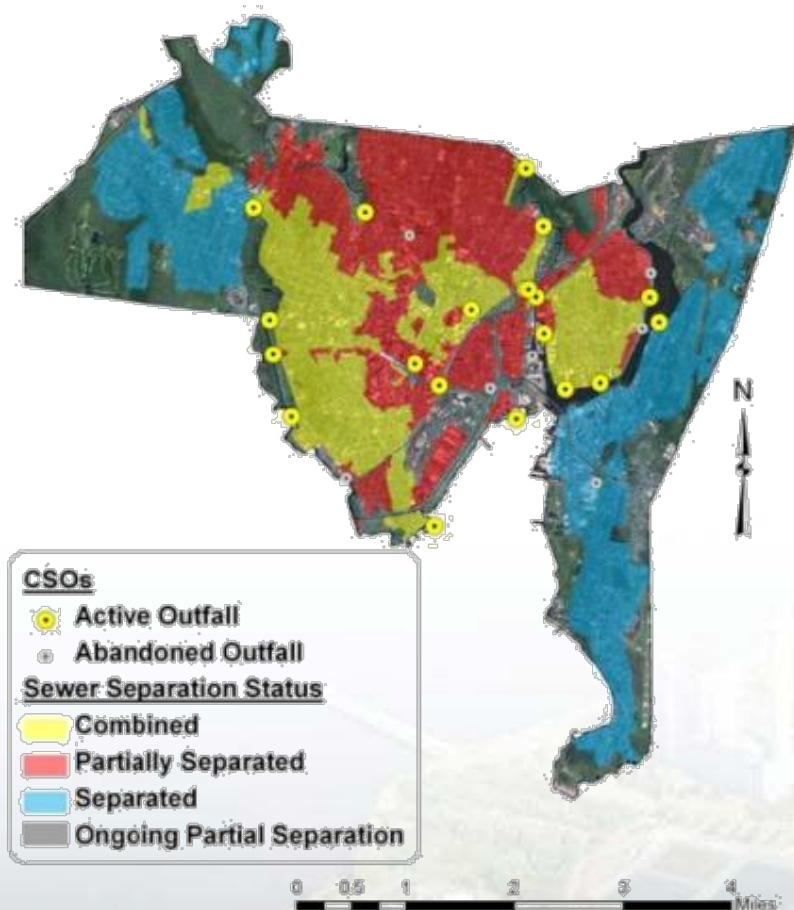 N
CSOs
Active Outfall
Abandoned Outfall
Sewer Separation Status
Combined
Partially Separated
Separated
Ongoing Partial Separation
0 0.5 1 2 3 4
Miles